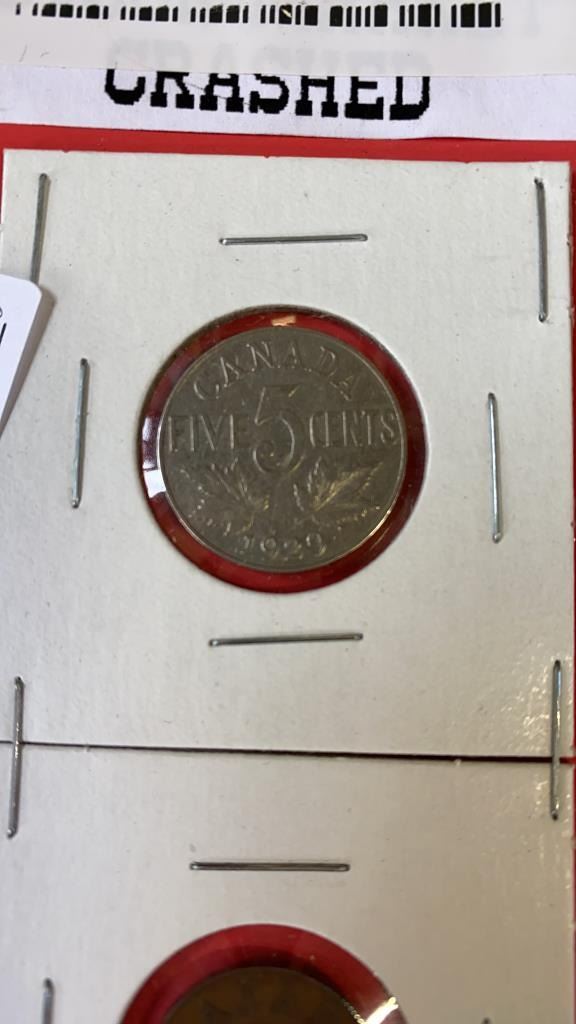 CRASHED
CANADA
FIVE 5 CENTS
1929